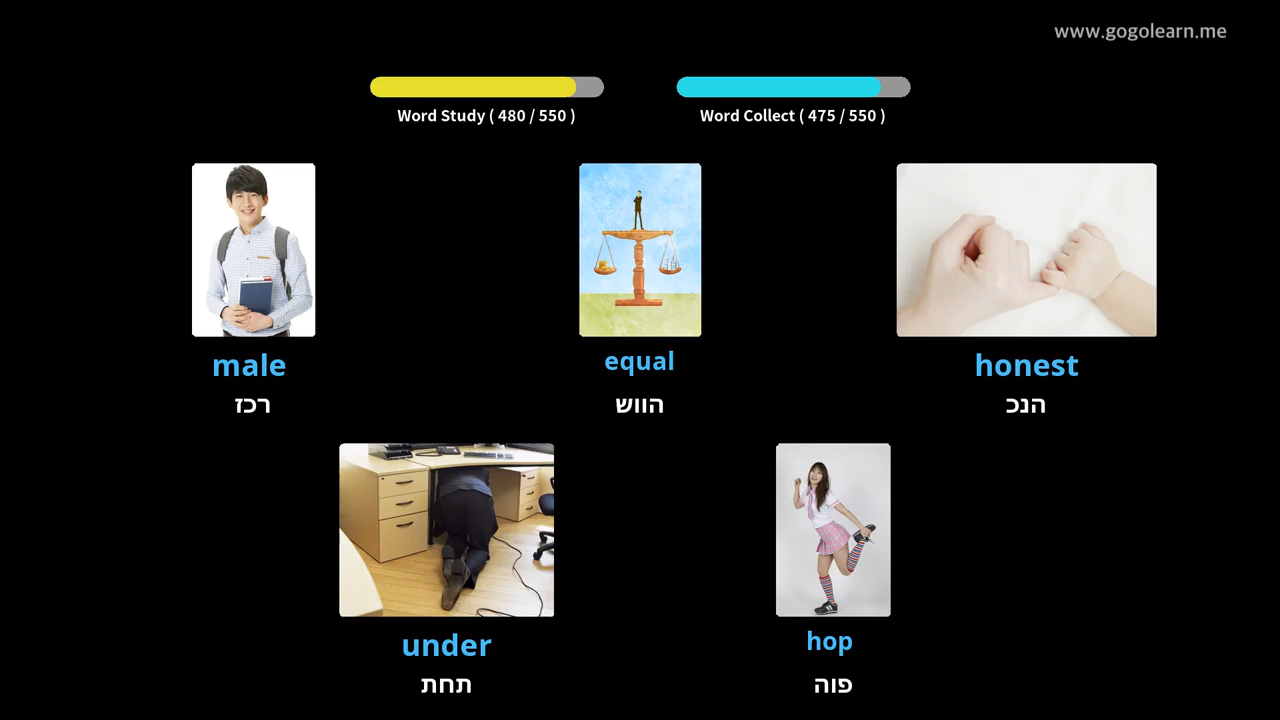 www.gogolearn.me
Word Study ( 480 / 550 )
Word Collect ( 475 / 550 )
male
רכז
equal
הווש
honest
הנכ
under
תחת
hop
פוה